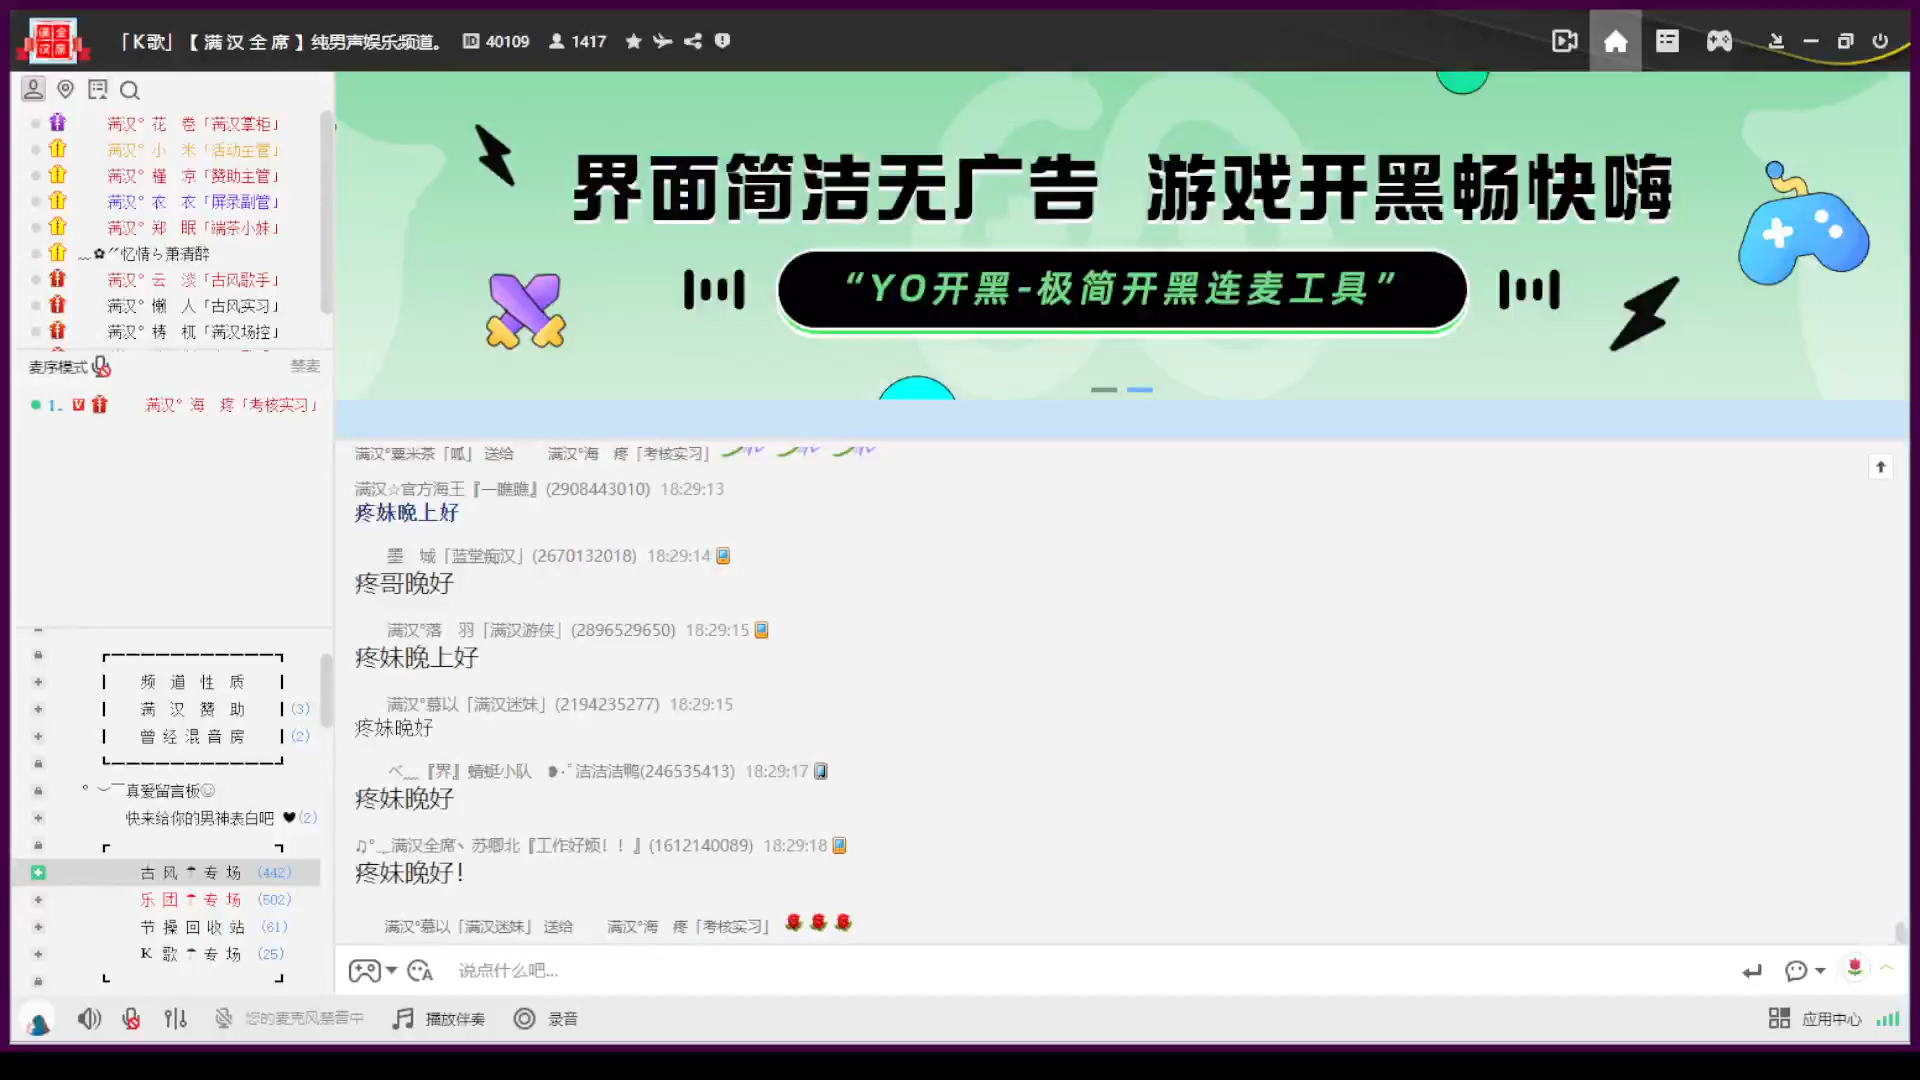 「K歌」【 满 汉 全 席 】纯男声娱乐频道。 ID 40109 1417
满汉° 花 卷「满汉掌柜」
满汉° 小 米「活动主管」
满汉° 槿 凉「赞助主管」
满汉° 衣 衣「屏录副管」
满汉° 郑 眠「端茶小妹」
﹏✿ 忆情ら萧清醉
满汉° 云 淡「古风歌手」
满汉° 懒 人「古风实习」
满汉° 梼 杌「满汉场控」
麦序模式 禁麦
1. 满汉° 海 疼「考核实习」
频 道 性 质
满 汉 赞 助 (3)
曾 经 混 音 房 (2)
真爱留言板
快来给你的男神表白吧 ♥(2)
古 风 ☂ 专 场 (442)
乐 团 ☂ 专 场 (502)
节 操 回 收 站 (61)
K 歌 ☂ 专 场 (25)
界面简洁无广告 游戏开黑畅快嗨
“YO开黑-极简开黑连麦工具”
满汉°粟米茶「呱」 送给 满汉°海 疼「考核实习」
满汉☆官方海王『一瞧瞧』(2908443010) 18:29:13
疼妹晚上好
墨 城「蓝堂痴汉」(2670132018) 18:29:14
疼哥晚好
满汉°落 羽「满汉游侠」(2896529650) 18:29:15
疼妹晚上好
满汉°慕以「满汉迷妹」(2194235277) 18:29:15
疼妹晚好
『界』蜻蜓小队 洁洁洁鸭(246535413) 18:29:17
疼妹晚好
♫°‿满汉全席丶苏卿北『工作好烦！！』(1612140089) 18:29:18
疼妹晚好！
满汉°慕以「满汉迷妹」 送给 满汉°海 疼「考核实习」
说点什么吧...
您的麦克风禁音中 播放伴奏 录音 应用中心